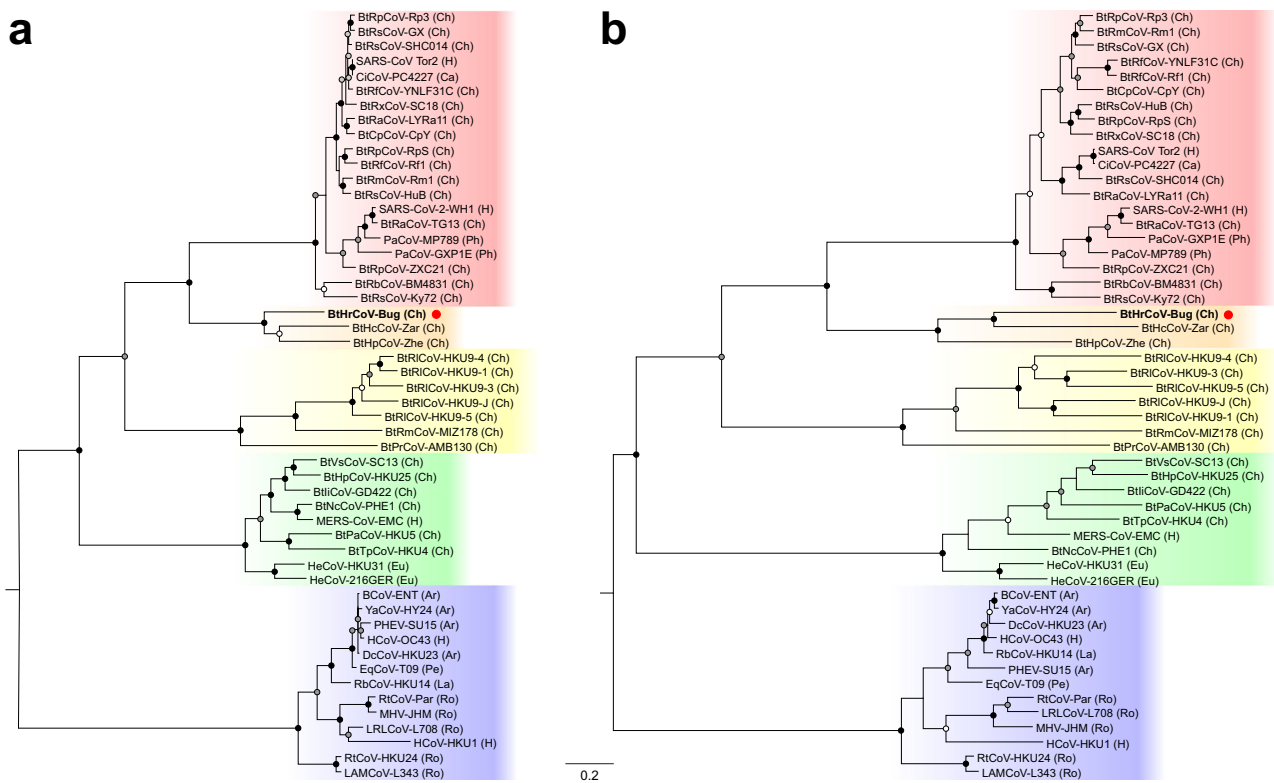 a
BtRpCoV-Rp3 (Ch)
BtRsCoV-GX (Ch)
BtRsCoV-SHC014 (Ch)
SARS-CoV Tor2 (H)
CiCoV-PC4227 (Ca)
BtRfCoV-YNLF31C (Ch)
BtRxCoV-SC18 (Ch)
BtRaCoV-LYRa11 (Ch)
BtCpCoV-CpY (Ch)
BtRpCoV-RpS (Ch)
BtRfCoV-Rf1 (Ch)
BtRmCoV-Rm1 (Ch)
BtRsCoV-HuB (Ch)
SARS-CoV-2-WH1 (H)
BtRaCoV-TG13 (Ch)
PaCoV-MP789 (Ph)
PaCoV-GXP1E (Ph)
BtRpCoV-ZXC21 (Ch)
BtRbCoV-BM4831 (Ch)
BtRsCoV-Ky72 (Ch)
BtHrCoV-Bug (Ch)
BtHcCoV-Zar (Ch)
BtHpCoV-Zhe (Ch)
BtRlCoV-HKU9-4 (Ch)
BtRlCoV-HKU9-1 (Ch)
BtRlCoV-HKU9-3 (Ch)
BtRlCoV-HKU9-J (Ch)
BtRlCoV-HKU9-5 (Ch)
BtRmCoV-MIZ178 (Ch)
BtPrCoV-AMB130 (Ch)
BtVsCoV-SC13 (Ch)
BtHpCoV-HKU25 (Ch)
BtIiCoV-GD422 (Ch)
BtNcCoV-PHE1 (Ch)
MERS-CoV-EMC (H)
BtPaCoV-HKU5 (Ch)
BtTpCoV-HKU4 (Ch)
HeCoV-HKU31 (Eu)
HeCoV-216GER (Eu)
BCoV-ENT (Ar)
YaCoV-HY24 (Ar)
PHEV-SU15 (Ar)
HCoV-OC43 (H)
DcCoV-HKU23 (Ar)
EqCoV-T09 (Pe)
RbCoV-HKU14 (La)
RtCoV-Par (Ro)
MHV-JHM (Ro)
LRLCoV-L708 (Ro)
HCoV-HKU1 (H)
RtCoV-HKU24 (Ro)
LAMCoV-L343 (Ro)
b
BtRpCoV-Rp3 (Ch)
BtRmCoV-Rm1 (Ch)
BtRsCoV-GX (Ch)
BtRfCoV-YNLF31C (Ch)
BtRfCoV-Rf1 (Ch)
BtCpCoV-CpY (Ch)
BtRsCoV-HuB (Ch)
BtRpCoV-RpS (Ch)
BtRxCoV-SC18 (Ch)
SARS-CoV Tor2 (H)
CiCoV-PC4227 (Ca)
BtRsCoV-SHC014 (Ch)
BtRaCoV-LYRa11 (Ch)
SARS-CoV-2-WH1 (H)
BtRaCoV-TG13 (Ch)
PaCoV-GXP1E (Ph)
PaCoV-MP789 (Ph)
BtRpCoV-ZXC21 (Ch)
BtRbCoV-BM4831 (Ch)
BtRsCoV-Ky72 (Ch)
BtHrCoV-Bug (Ch)
BtHcCoV-Zar (Ch)
BtHpCoV-Zhe (Ch)
BtRlCoV-HKU9-4 (Ch)
BtRlCoV-HKU9-3 (Ch)
BtRlCoV-HKU9-5 (Ch)
BtRlCoV-HKU9-J (Ch)
BtRlCoV-HKU9-1 (Ch)
BtRmCoV-MIZ178 (Ch)
BtPrCoV-AMB130 (Ch)
BtVsCoV-SC13 (Ch)
BtHpCoV-HKU25 (Ch)
BtIiCoV-GD422 (Ch)
BtPaCoV-HKU5 (Ch)
BtTpCoV-HKU4 (Ch)
MERS-CoV-EMC (H)
BtNcCoV-PHE1 (Ch)
HeCoV-HKU31 (Eu)
HeCoV-216GER (Eu)
BCoV-ENT (Ar)
YaCoV-HY24 (Ar)
DcCoV-HKU23 (Ar)
HCoV-OC43 (H)
RbCoV-HKU14 (La)
PHEV-SU15 (Ar)
EqCoV-T09 (Pe)
RtCoV-Par (Ro)
LRLCoV-L708 (Ro)
MHV-JHM (Ro)
HCoV-HKU1 (H)
RtCoV-HKU24 (Ro)
LAMCoV-L343 (Ro)
0.2